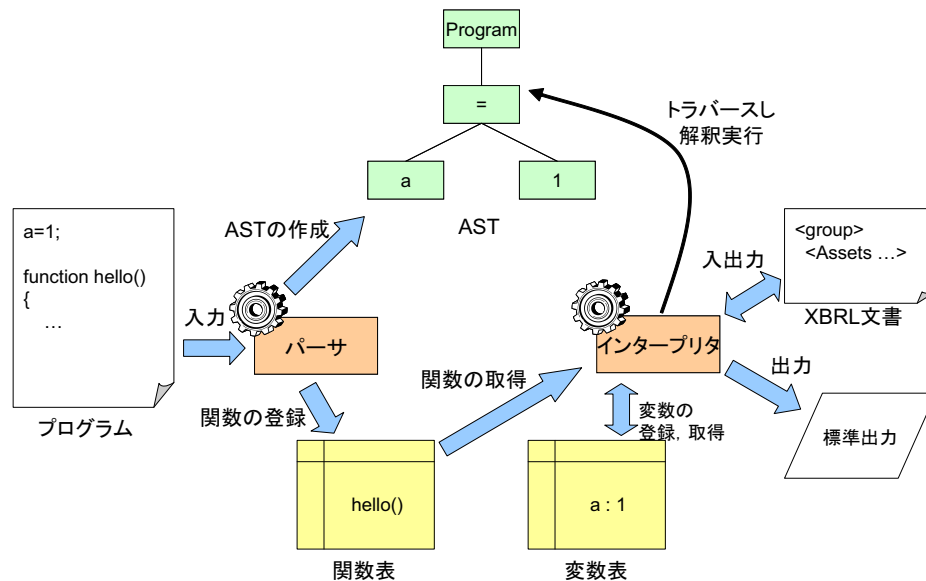 Program
=
a
1
AST
トラバースし
解釈実行
ASTの作成
a=1;
function hello()
{
…
プログラム
入力
パーサ
関数の登録
関数の取得
インタープリタ
入出力
<group>
<Assets …>
XBRL文書
出力
標準出力
変数の
登録，取得
hello()
関数表
a : 1
変数表